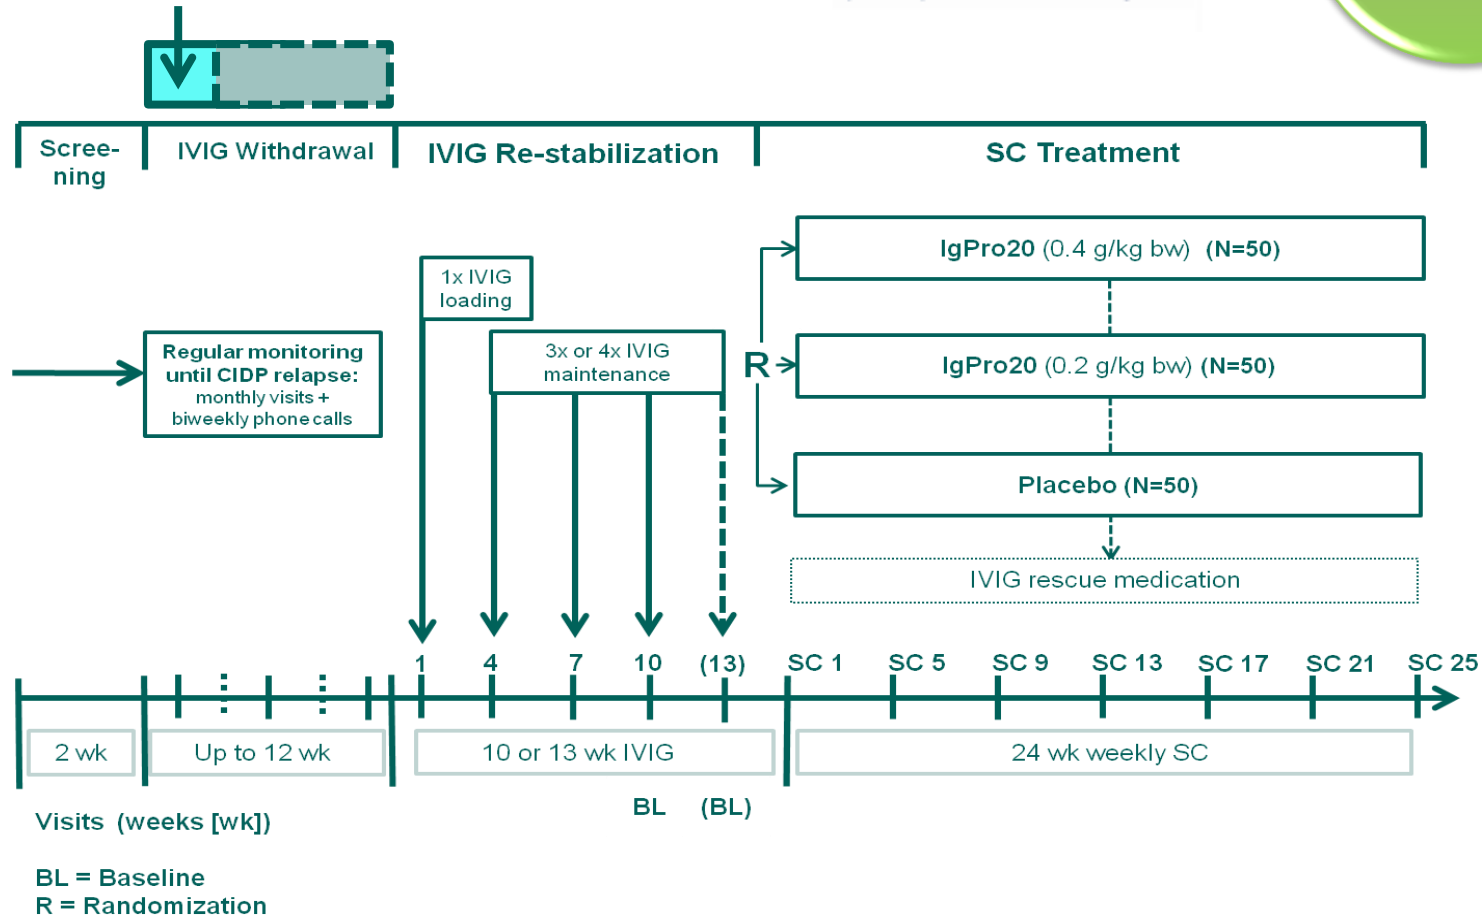 Scree-
ning
IVIG Withdrawal
IVIG Re-stabilization
SC Treatment
1x IVIG
loading
3x or 4x IVIG
maintenance
Regular monitoring
until CIDP relapse:
monthly visits +
biweekly phone calls
R
IgPro20 (0.4 g/kg bw) (N=50)
IgPro20 (0.2 g/kg bw) (N=50)
Placebo (N=50)
IVIG rescue medication
1 4 7 10 (13) SC 1 SC 5 SC 9 SC 13 SC 17 SC 21 SC 25
2 wk
Up to 12 wk
10 or 13 wk IVIG
24 wk weekly SC
BL (BL)
Visits (weeks [wk])
BL = Baseline
R = Randomization